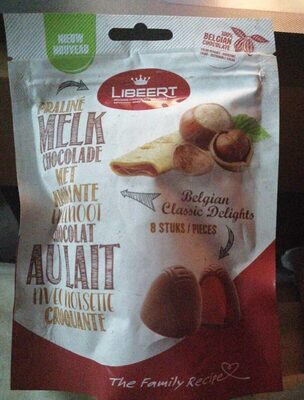 NIEUW
NOUVEAU
100%
BELGIAN
CHOCOLATE
LIBEERT
PRALINE
MELK
CHOCOLADE
MET
CHOCOLAT
AU LAIT
CROQUANTE
Belgian
Classic Delights
8 STUKS / PIECES
The Family Recipe